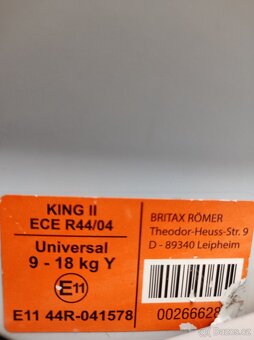 KING II
ECE R44/04
Universal
9 - 18 kg Y
E11
E11 44R-041578
BRITAX RÖMER
Theodor-Heuss-Str. 9
D - 89340 Leipheim
00266628